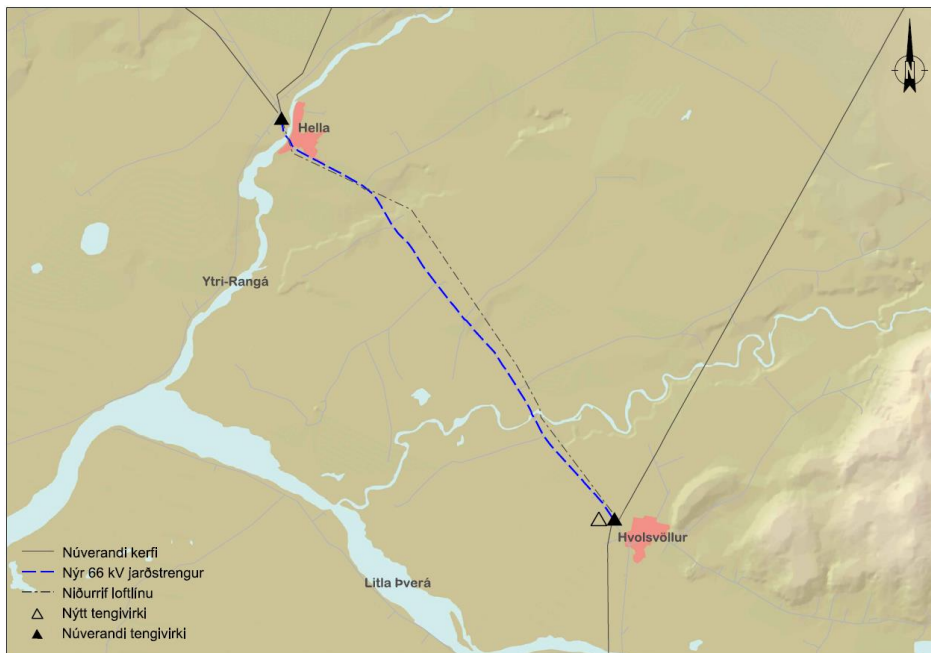 N
Hella
Ytri-Rangá
Hvolsvöllur
Litla Þverá
Núverandi kerfi
Nýr 66 kV jarðstrengur
Niðurrif loftlínu
Nýtt tengivirki
Núverandi tengivirki